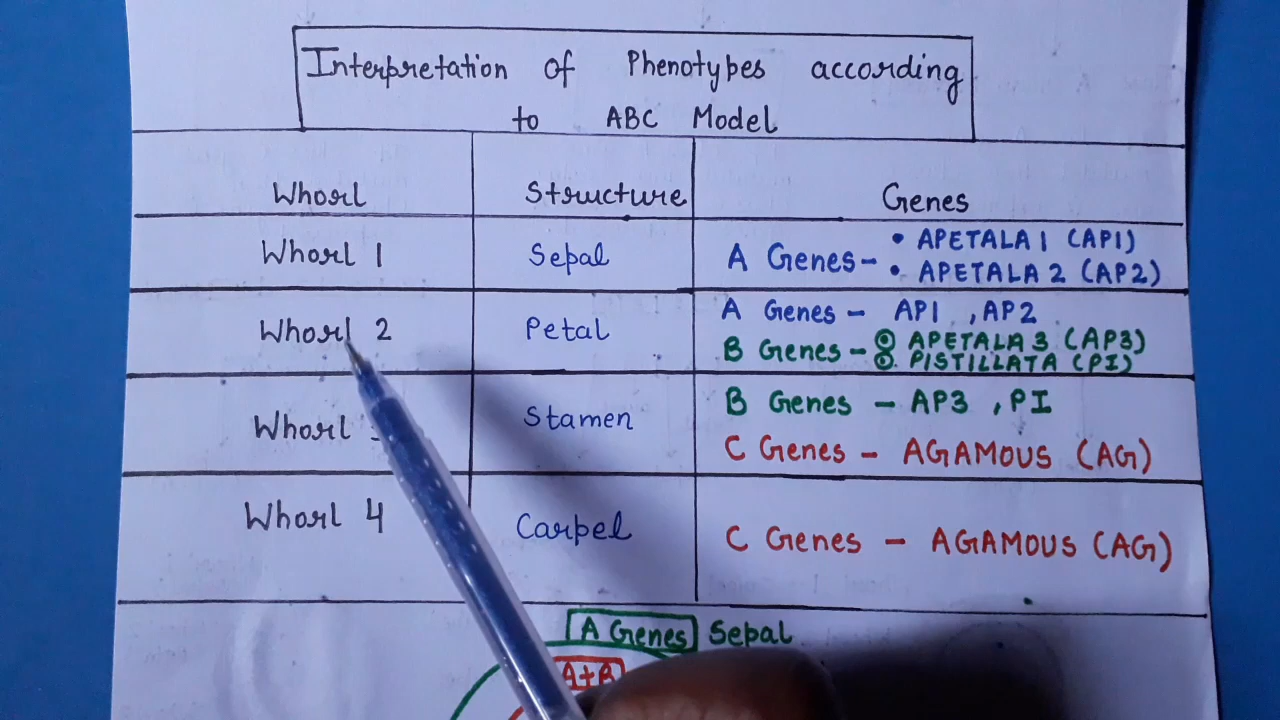 Interpretation of Phenotypes according
to ABC Model
Whorl Structure Genes
Whorl 1 Sepal A Genes- • APETALA 1 (AP1)
• APETALA 2 (AP2)
Whorl 2 Petal A Genes - AP1 , AP2
B Genes - APETALA 3 (AP3)
PISTILLATA (PI)
Whorl Stamen B Genes - AP3 , PI
C Genes - AGAMOUS (AG)
Whorl 4 Carpel C Genes - AGAMOUS (AG)
A Genes Sepal
A+B